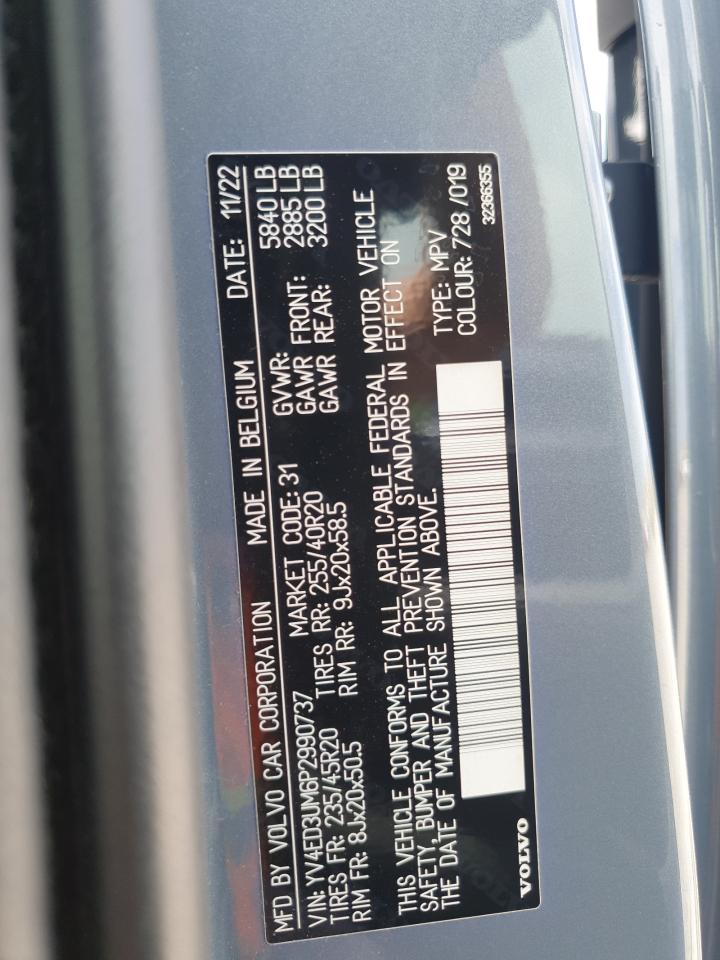 MFD BY VOLVO CAR CORPORATION MADE IN BELGIUM DATE: 11/22
VIN: YV4ED3UM6P2990737 MARKET CODE: 31 GVWR: 5840 LB
TIRES FR: 235/45R20 TIRES RR: 255/40R20 GAWR FRONT: 2885 LB
RIM FR: 8Jx20x50.5 RIM RR: 9Jx20x58.5 GAWR REAR: 3200 LB
THIS VEHICLE CONFORMS TO ALL APPLICABLE FEDERAL MOTOR VEHICLE
SAFETY, BUMPER AND THEFT PREVENTION STANDARDS IN EFFECT ON
THE DATE OF MANUFACTURE SHOWN ABOVE.
TYPE: MPV
COLOUR: 728 /019
32366355
VOLVO